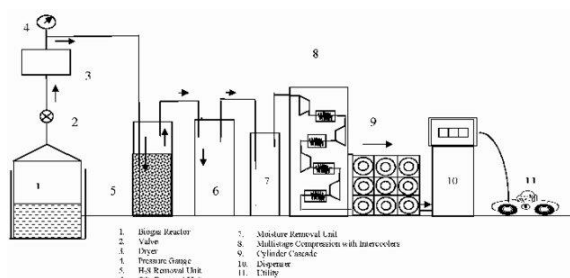 4
8
3
9
2
1
5
6
7
10
11
1. Biogas Reactor
2. Valve
3. Dryer
4. Pressure Gauge
5. H₂S Removal Unit
7. Moisture Removal Unit
8. Multistage Compression with Intercoolers
9. Cylinder Cascade
10. Dispenser
11. Utility